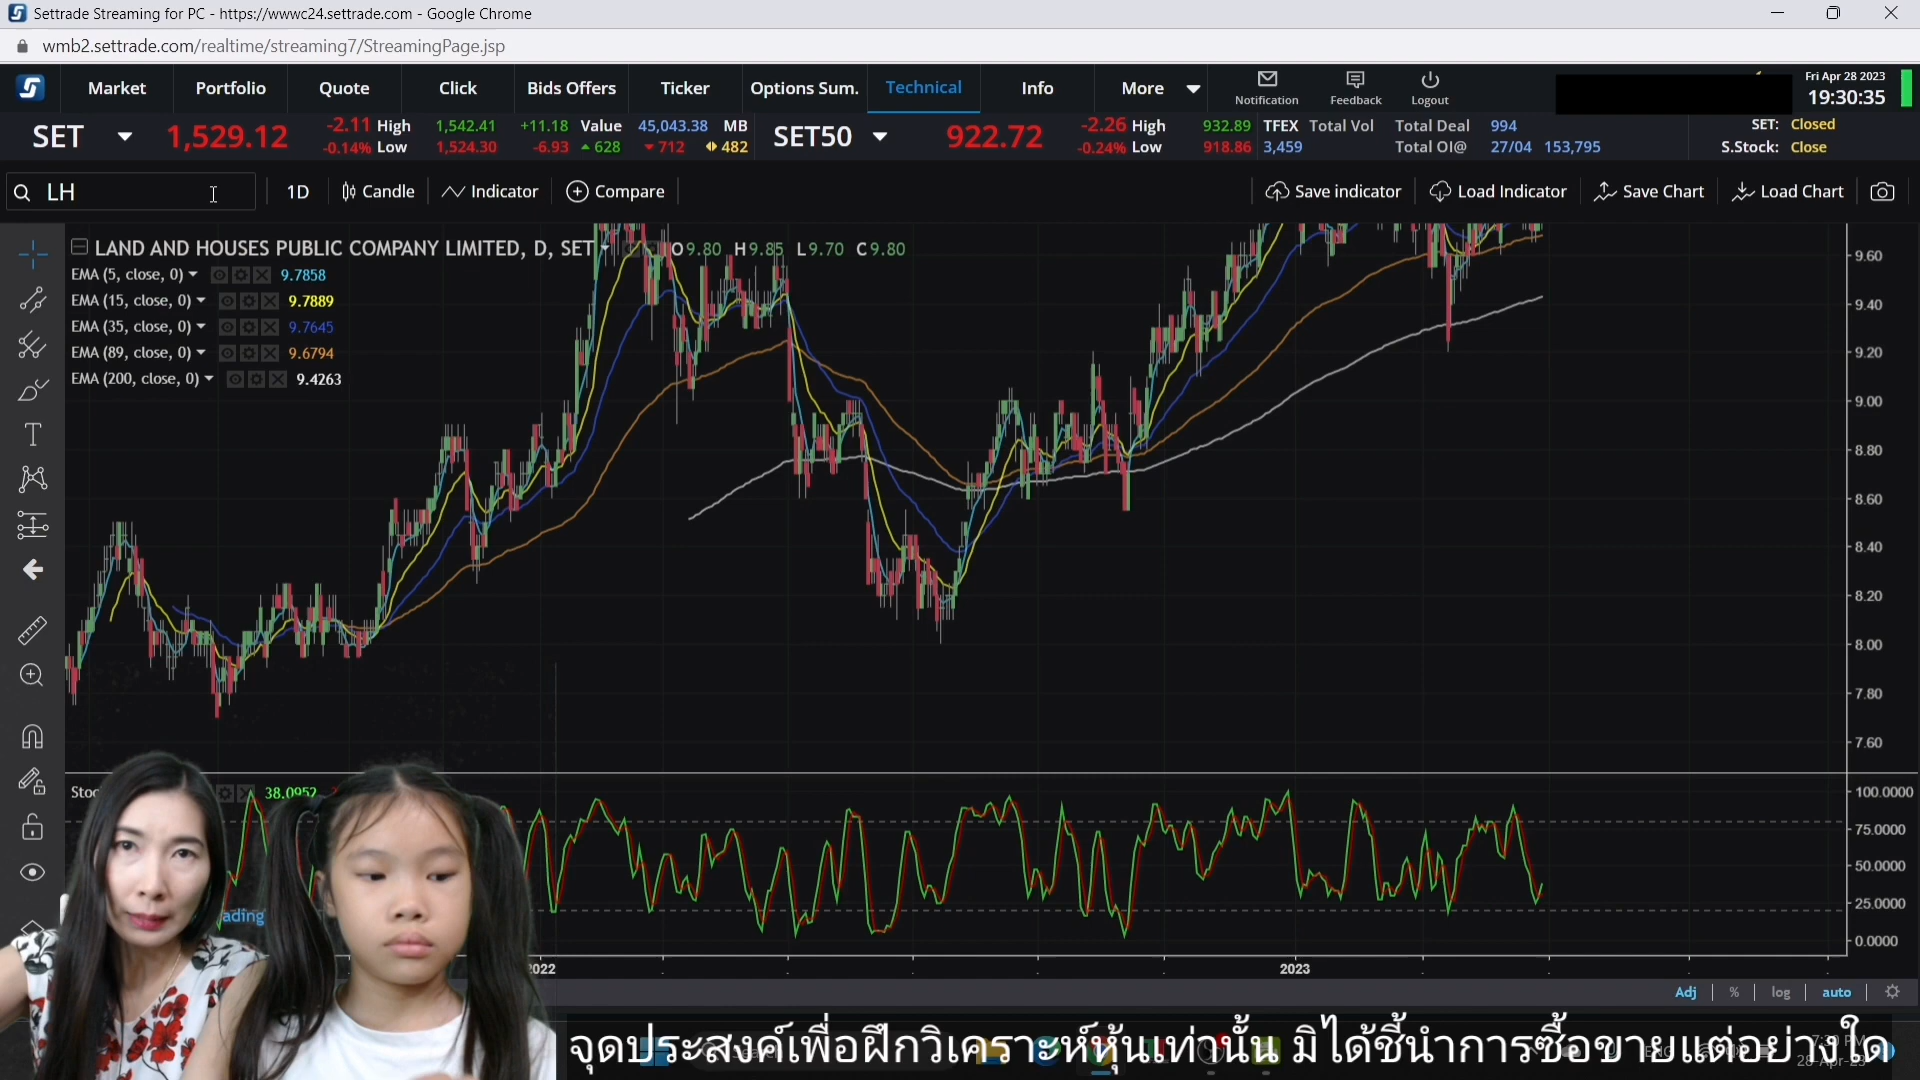 Settrade Streaming for PC - https://wwwc24.settrade.com - Google Chrome
wmb2.settrade.com/realtime/streaming7/StreamingPage.jsp
Market Portfolio Quote Click Bids Offers Ticker Options Sum. Technical Info More Notification Feedback Logout Fri Apr 28 2023 19:30:35
SET 1,529.12 -2.11 High 1,542.41 +11.18 Value 45,043.38 MB SET50 922.72 -2.26 High 932.89 TFEX Total Vol Total Deal 994 SET: Closed
-0.14% Low 1,524.30 -6.93 628 712 482 -0.24% Low 918.86 3,459 Total OI@ 27/04 153,795 S.Stock: Close
LH 1D Candle Indicator Compare Save indicator Load Indicator Save Chart Load Chart
LAND AND HOUSES PUBLIC COMPANY LIMITED, D, SET O 9.80 H 9.85 L 9.70 C 9.80
EMA (5, close, 0) 9.7858
EMA (15, close, 0) 9.7889
EMA (35, close, 0) 9.7645
EMA (89, close, 0) 9.6794
EMA (200, close, 0) 9.4263
9.60
9.40
9.20
9.00
8.80
8.60
8.40
8.20
8.00
7.80
7.60
38.0952
100.0000
75.0000
50.0000
25.0000
0.0000
2022 2023
Adj % log auto
จุดประสงค์เพื่อฝึกวิเคราะห์หุ้นเท่านั้น มิได้ชี้นำการซื้อขายแต่อย่างใด